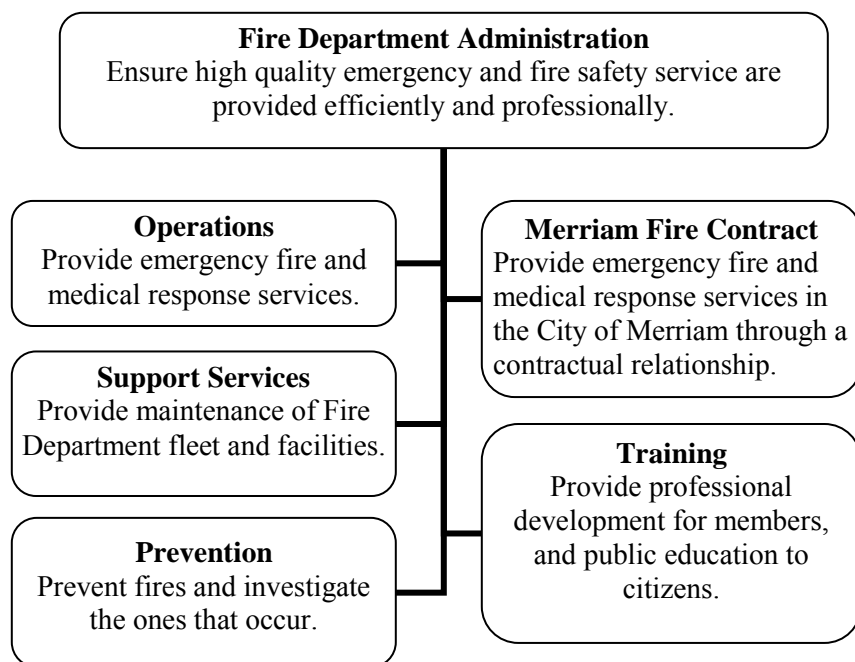 Fire Department Administration
Ensure high quality emergency and fire safety service are
provided efficiently and professionally.
Operations
Provide emergency fire and
medical response services.
Merriam Fire Contract
Provide emergency fire and
medical response services in
the City of Merriam through a
contractual relationship.
Support Services
Provide maintenance of Fire
Department fleet and facilities.
Training
Provide professional
development for members,
and public education to
citizens.
Prevention
Prevent fires and investigate
the ones that occur.